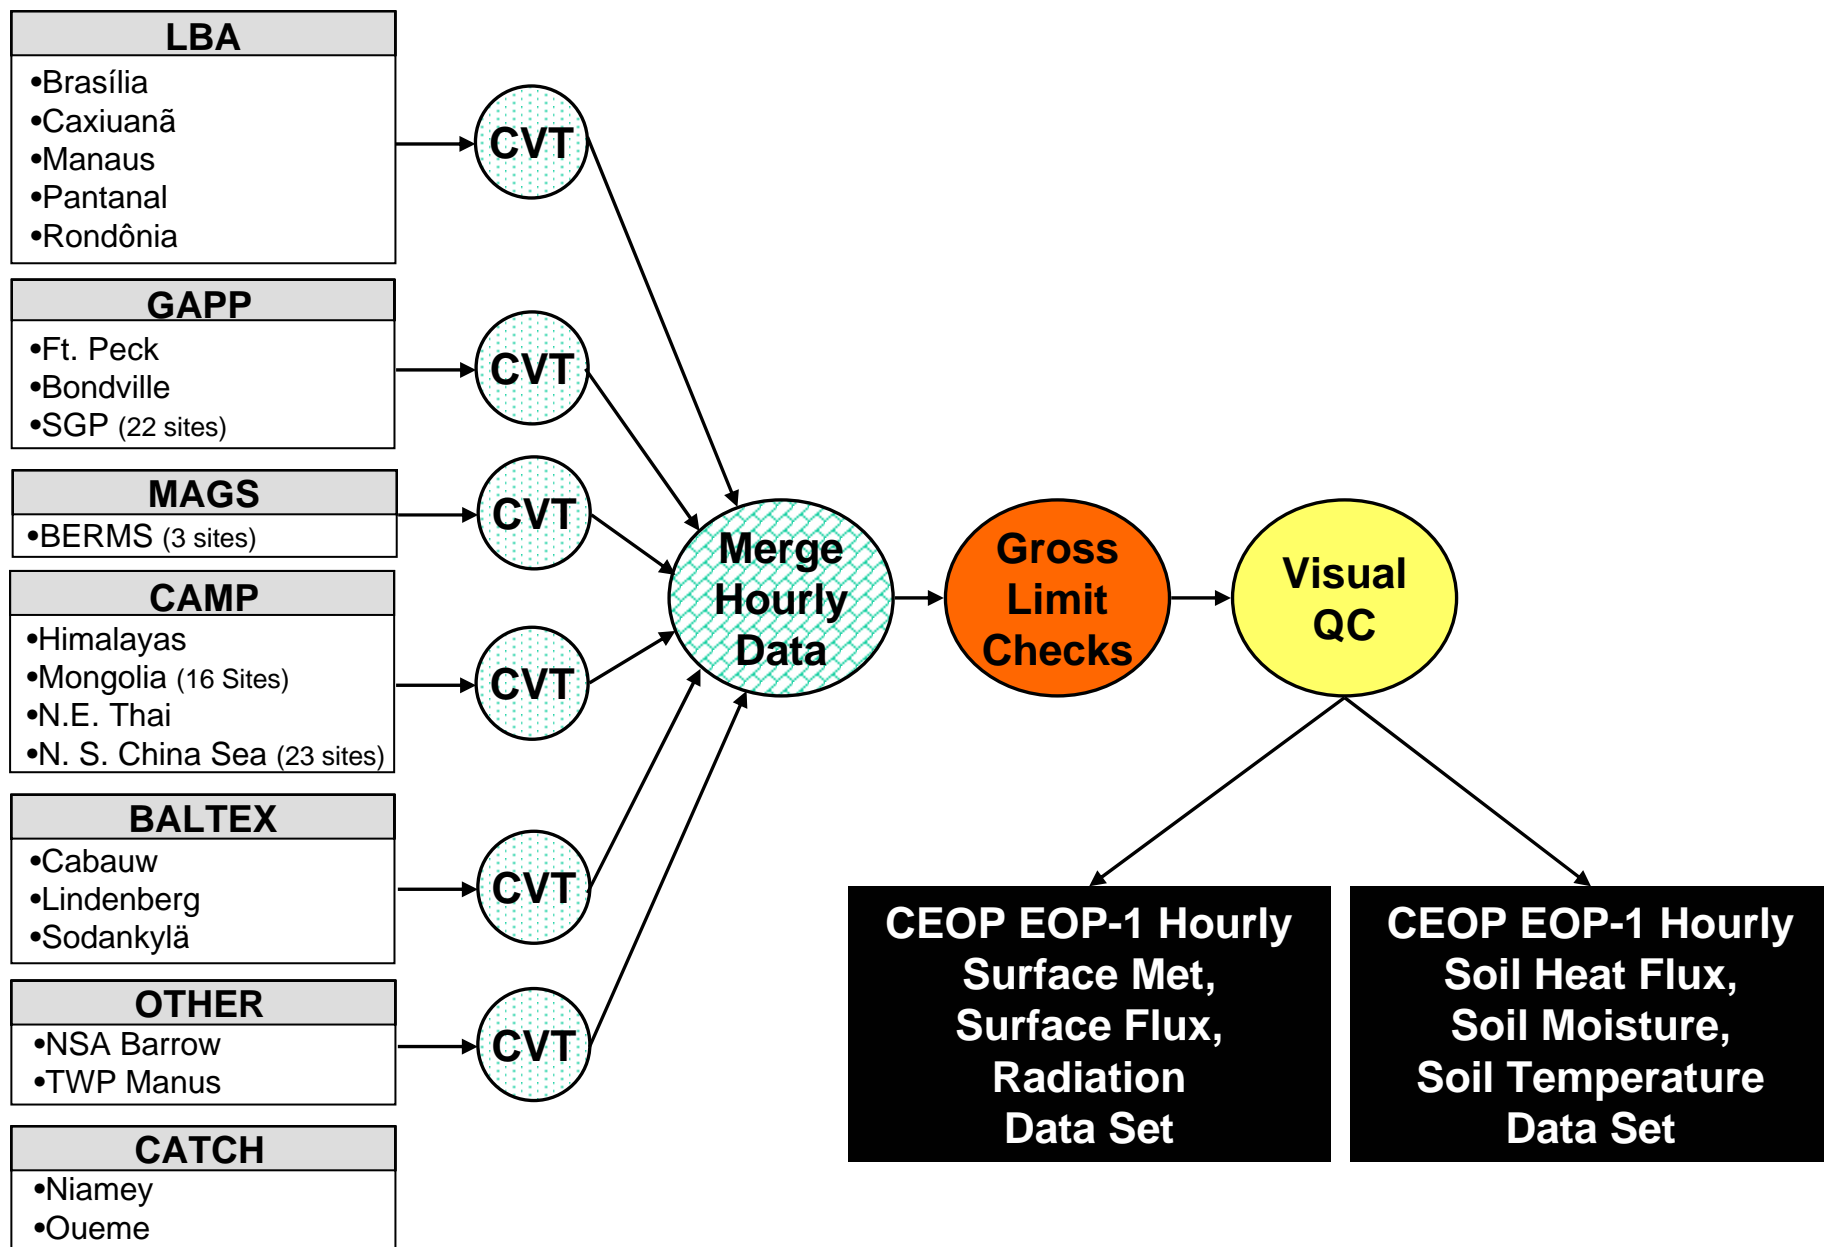 LBA
•Brasília
•Caxiuanã
•Manaus
•Pantanal
•Rondônia
GAPP
•Ft. Peck
•Bondville
•SGP (22 sites)
MAGS
•BERMS (3 sites)
CAMP
•Himalayas
•Mongolia (16 Sites)
•N.E. Thai
•N. S. China Sea (23 sites)
BALTEX
•Cabauw
•Lindenberg
•Sodankylä
OTHER
•NSA Barrow
•TWP Manus
CATCH
•Niamey
•Oueme
CVT
CVT
CVT
CVT
CVT
CVT
Merge
Hourly
Data
Gross
Limit
Checks
Visual
QC
CEOP EOP-1 Hourly
Surface Met,
Surface Flux,
Radiation
Data Set
CEOP EOP-1 Hourly
Soil Heat Flux,
Soil Moisture,
Soil Temperature
Data Set